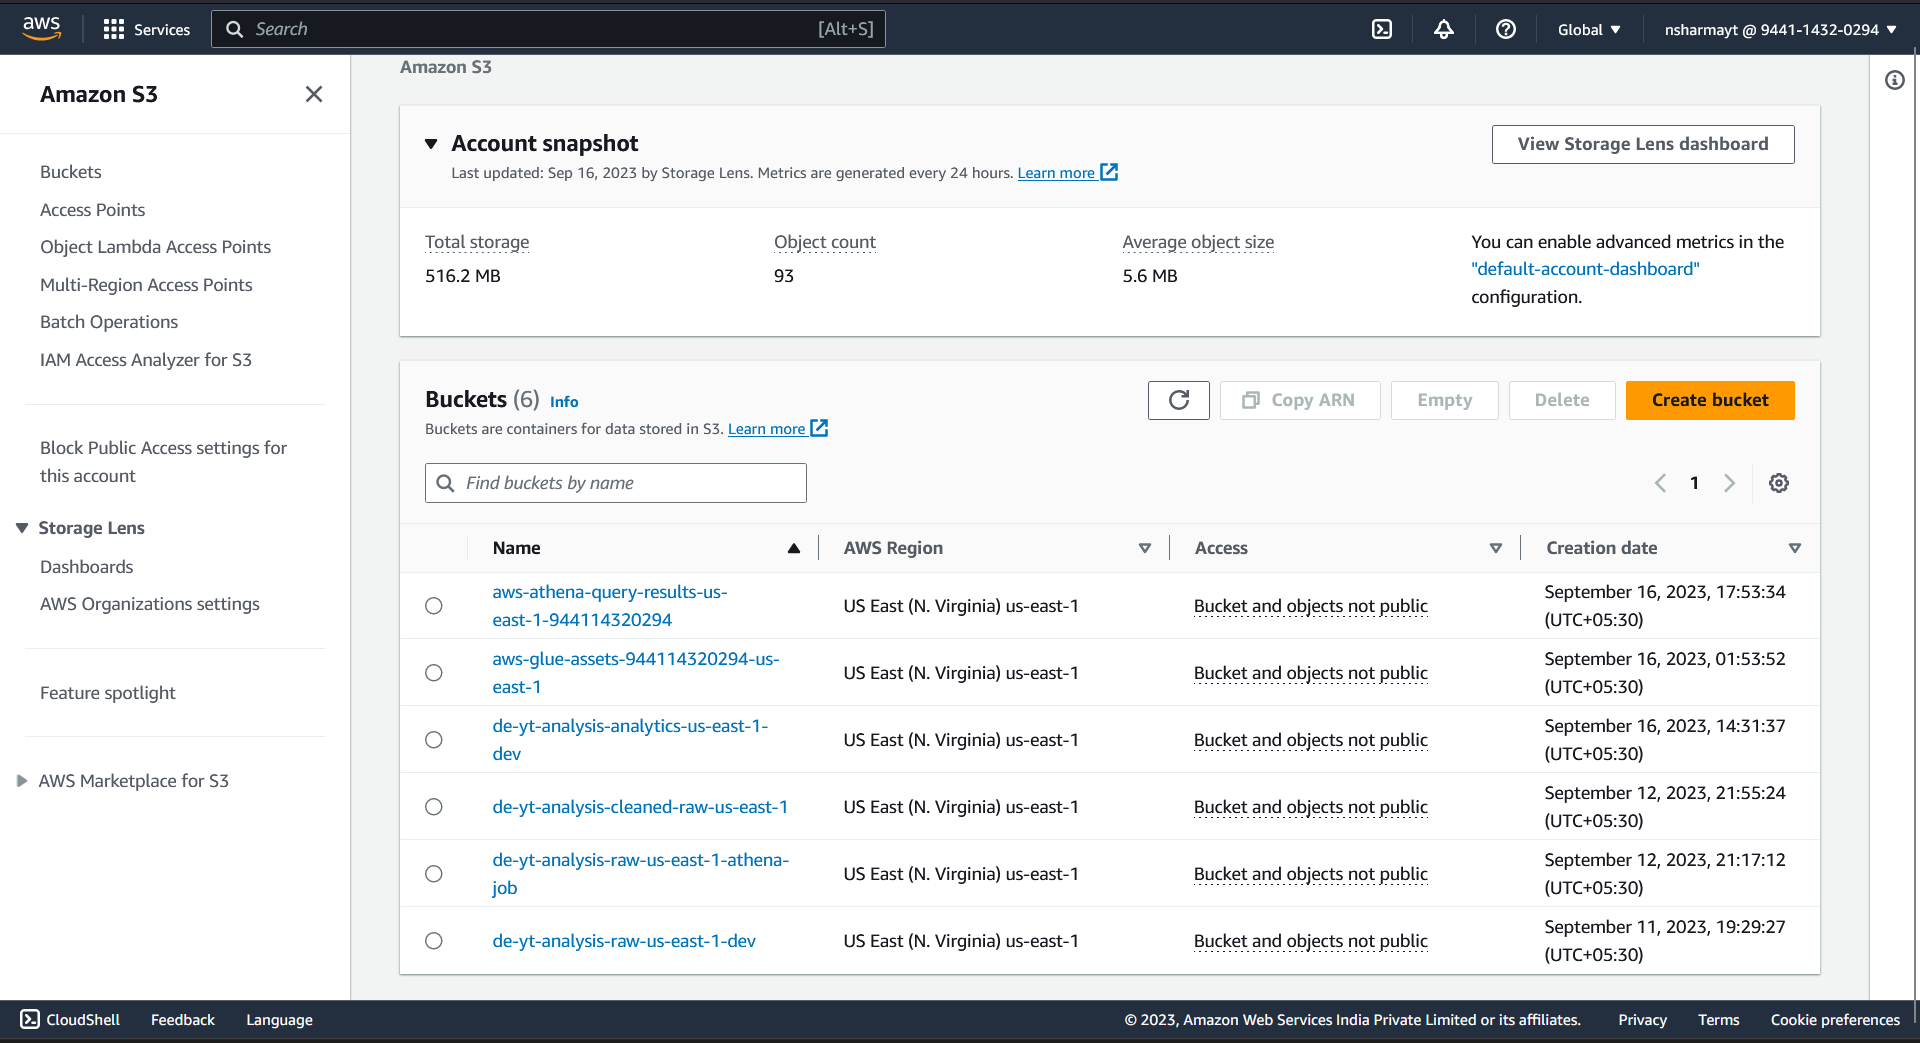 aws
Services
Search
[Alt+S]
Global
nsharmayt @ 9441-1432-0294
Amazon S3
Buckets
Access Points
Object Lambda Access Points
Multi-Region Access Points
Batch Operations
IAM Access Analyzer for S3
Block Public Access settings for
this account
Storage Lens
Dashboards
AWS Organizations settings
Feature spotlight
AWS Marketplace for S3
Amazon S3
Account snapshot
View Storage Lens dashboard
Last updated: Sep 16, 2023 by Storage Lens. Metrics are generated every 24 hours. Learn more
Total storage
516.2 MB
Object count
93
Average object size
5.6 MB
You can enable advanced metrics in the
"default-account-dashboard"
configuration.
Buckets (6) Info
Buckets are containers for data stored in S3. Learn more
Copy ARN
Empty
Delete
Create bucket
Find buckets by name
1
Name
AWS Region
Access
Creation date
aws-athena-query-results-us-
east-1-944114320294
US East (N. Virginia) us-east-1
Bucket and objects not public
September 16, 2023, 17:53:34
(UTC+05:30)
aws-glue-assets-944114320294-us-
east-1
US East (N. Virginia) us-east-1
Bucket and objects not public
September 16, 2023, 01:53:52
(UTC+05:30)
de-yt-analysis-analytics-us-east-1-
dev
US East (N. Virginia) us-east-1
Bucket and objects not public
September 16, 2023, 14:31:37
(UTC+05:30)
de-yt-analysis-cleaned-raw-us-east-1
US East (N. Virginia) us-east-1
Bucket and objects not public
September 12, 2023, 21:55:24
(UTC+05:30)
de-yt-analysis-raw-us-east-1-athena-
job
US East (N. Virginia) us-east-1
Bucket and objects not public
September 12, 2023, 21:17:12
(UTC+05:30)
de-yt-analysis-raw-us-east-1-dev
US East (N. Virginia) us-east-1
Bucket and objects not public
September 11, 2023, 19:29:27
(UTC+05:30)
CloudShell
Feedback
Language
© 2023, Amazon Web Services India Private Limited or its affiliates.
Privacy
Terms
Cookie preferences